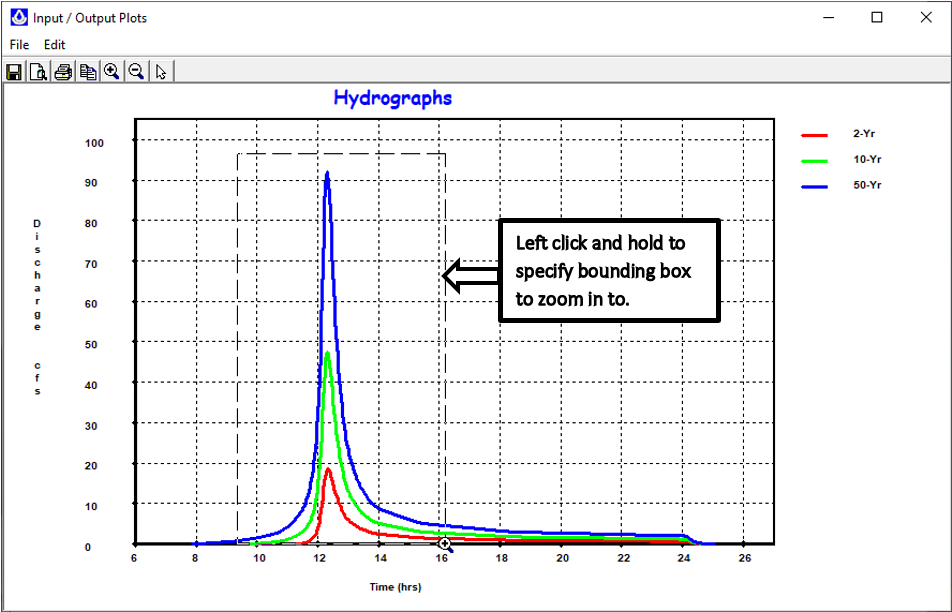 Input / Output Plots
File Edit
Hydrographs
2-Yr
10-Yr
50-Yr
100
90
80
70
60
50
40
30
20
10
0
Discharge cfs
Left click and hold to
specify bounding box
to zoom in to.
6 8 10 12 14 16 18 20 22 24 26
Time (hrs)